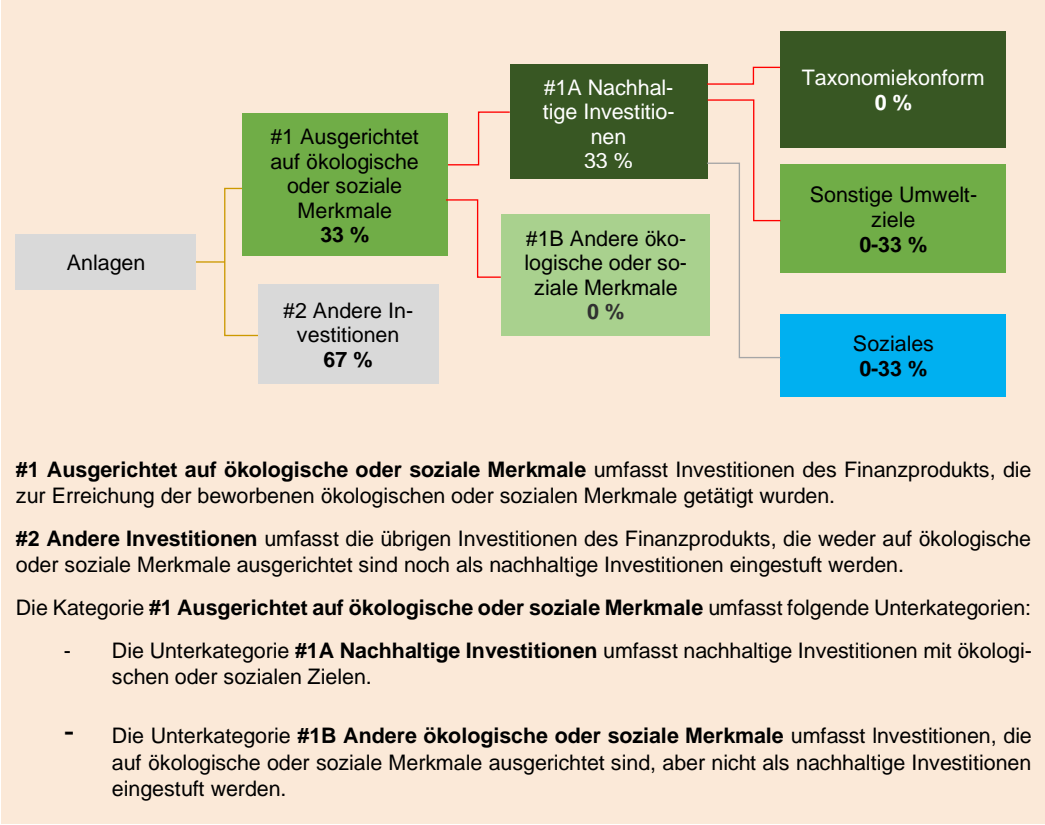 Taxonomiekonform
0 %
#1A Nachhal-
tige Investitio-
nen
33 %
#1 Ausgerichtet
auf ökologische
oder soziale
Merkmale
33 %
Sonstige Umwelt-
ziele
0-33 %
#1B Andere öko-
logische oder so-
ziale Merkmale
0 %
Anlagen
#2 Andere In-
vestitionen
67 %
Soziales
0-33 %
#1 Ausgerichtet auf ökologische oder soziale Merkmale umfasst Investitionen des Finanzprodukts, die
zur Erreichung der beworbenen ökologischen oder sozialen Merkmale getätigt wurden.
#2 Andere Investitionen umfasst die übrigen Investitionen des Finanzprodukts, die weder auf ökologische
oder soziale Merkmale ausgerichtet sind noch als nachhaltige Investitionen eingestuft werden.
Die Kategorie #1 Ausgerichtet auf ökologische oder soziale Merkmale umfasst folgende Unterkategorien:
- Die Unterkategorie #1A Nachhaltige Investitionen umfasst nachhaltige Investitionen mit ökologi-
schen oder sozialen Zielen.
- Die Unterkategorie #1B Andere ökologische oder soziale Merkmale umfasst Investitionen, die
auf ökologische oder soziale Merkmale ausgerichtet sind, aber nicht als nachhaltige Investitionen
eingestuft werden.